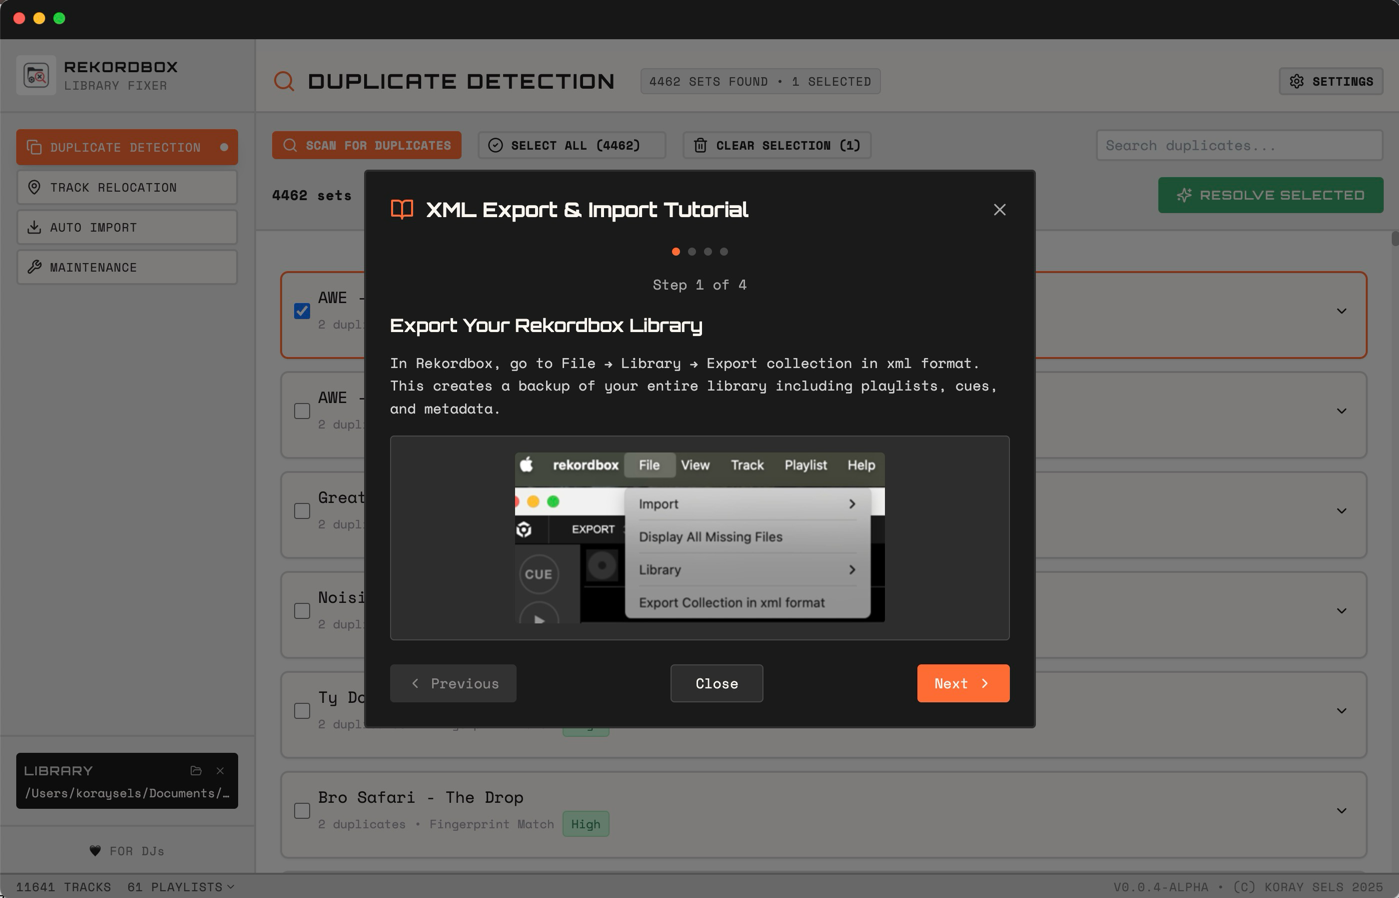 REKORDBOX
LIBRARY FIXER
DUPLICATE DETECTION
4462 SETS FOUND • 1 SELECTED
SETTINGS
DUPLICATE DETECTION
TRACK RELOCATION
AUTO IMPORT
MAINTENANCE
SCAN FOR DUPLICATES
SELECT ALL (4462)
CLEAR SELECTION (1)
Search duplicates...
4462 sets
RESOLVE SELECTED
XML Export & Import Tutorial
Step 1 of 4
Export Your Rekordbox Library
In Rekordbox, go to File → Library → Export collection in xml format.
This creates a backup of your entire library including playlists, cues,
and metadata.
rekordbox File View Track Playlist Help
Import
EXPORT
Display All Missing Files
CUE
Library
Export Collection in xml format
Previous
Close
Next
AWE -
2 dupl
AWE -
2 dupl
Great
2 dupl
Noisi
2 dupl
Ty Do
2 dupl
Bro Safari - The Drop
2 duplicates • Fingerprint Match High
LIBRARY
/Users/koraysels/Documents/…
🖤 FOR DJs
11641 TRACKS 61 PLAYLISTS
V0.0.4-ALPHA • (C) KORAY SELS 2025